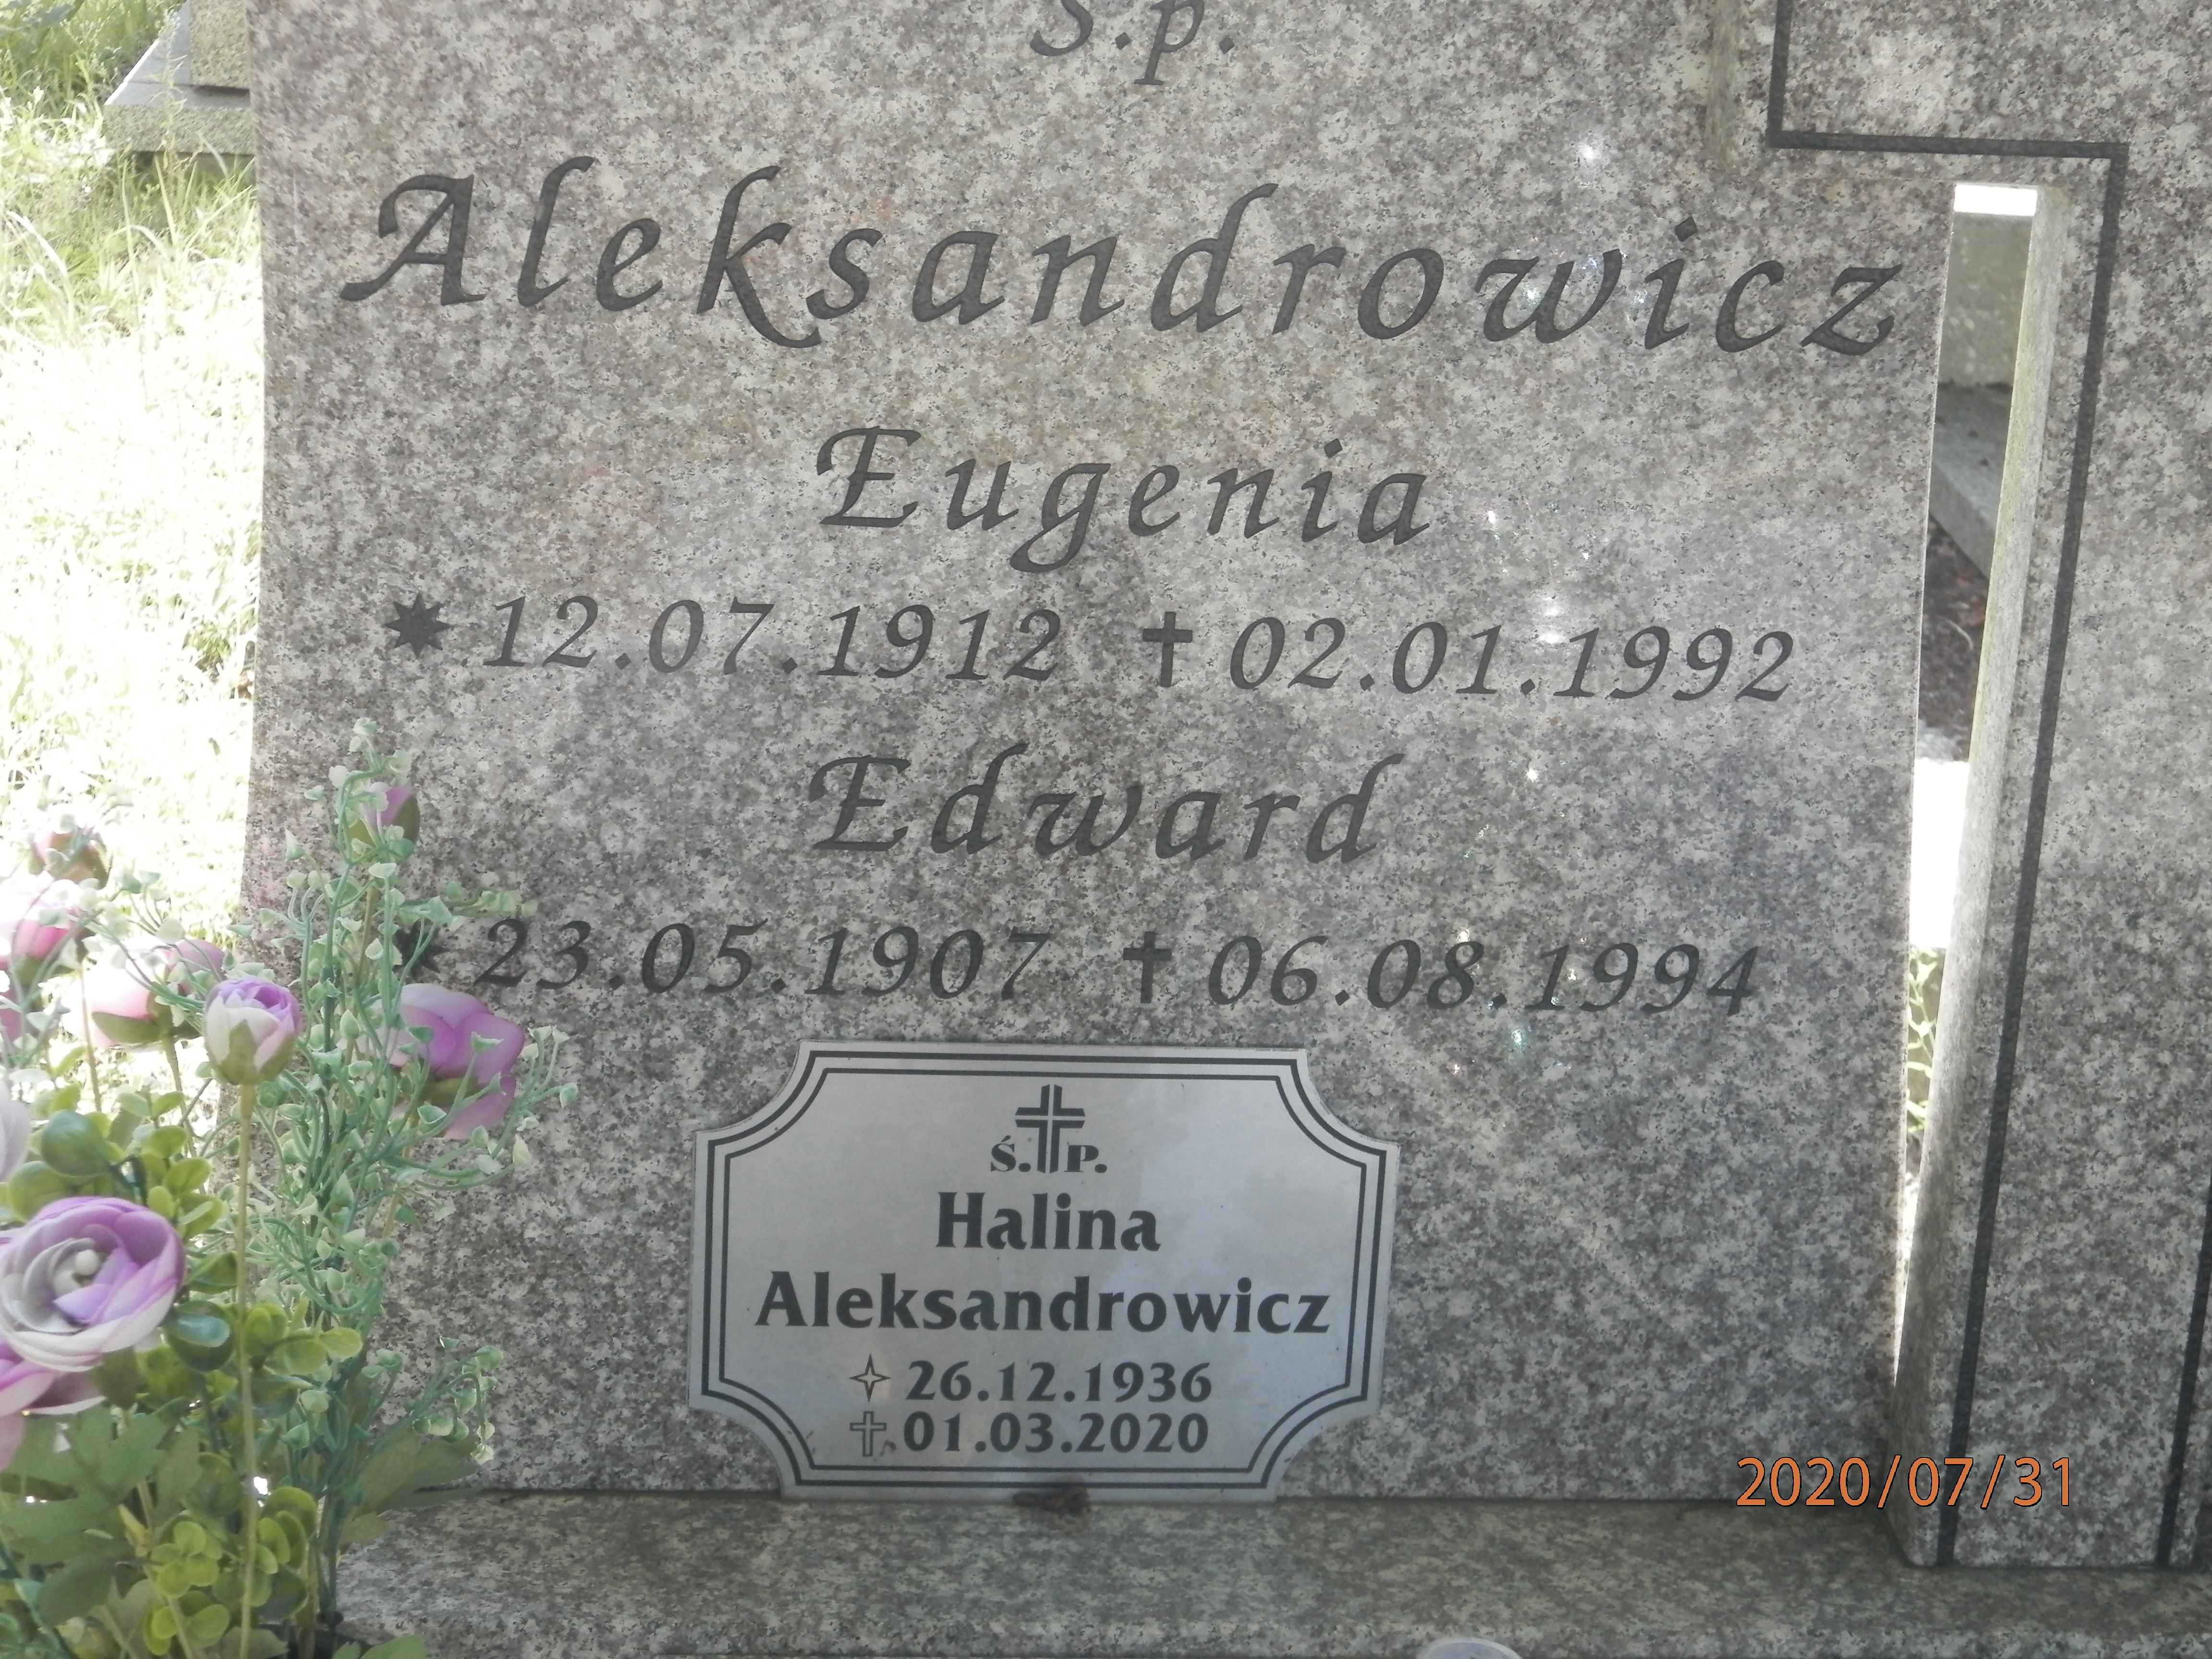 Ś.p.
Aleksandrowicz
Eugenia
✷ 12.07.1912 ✝ 02.01.1992
Edward
✷ 23.05.1907 ✝ 06.08.1994
Ś. P.
Halina
Aleksandrowicz
✧ 26.12.1936
✝ 01.03.2020
2020/07/31